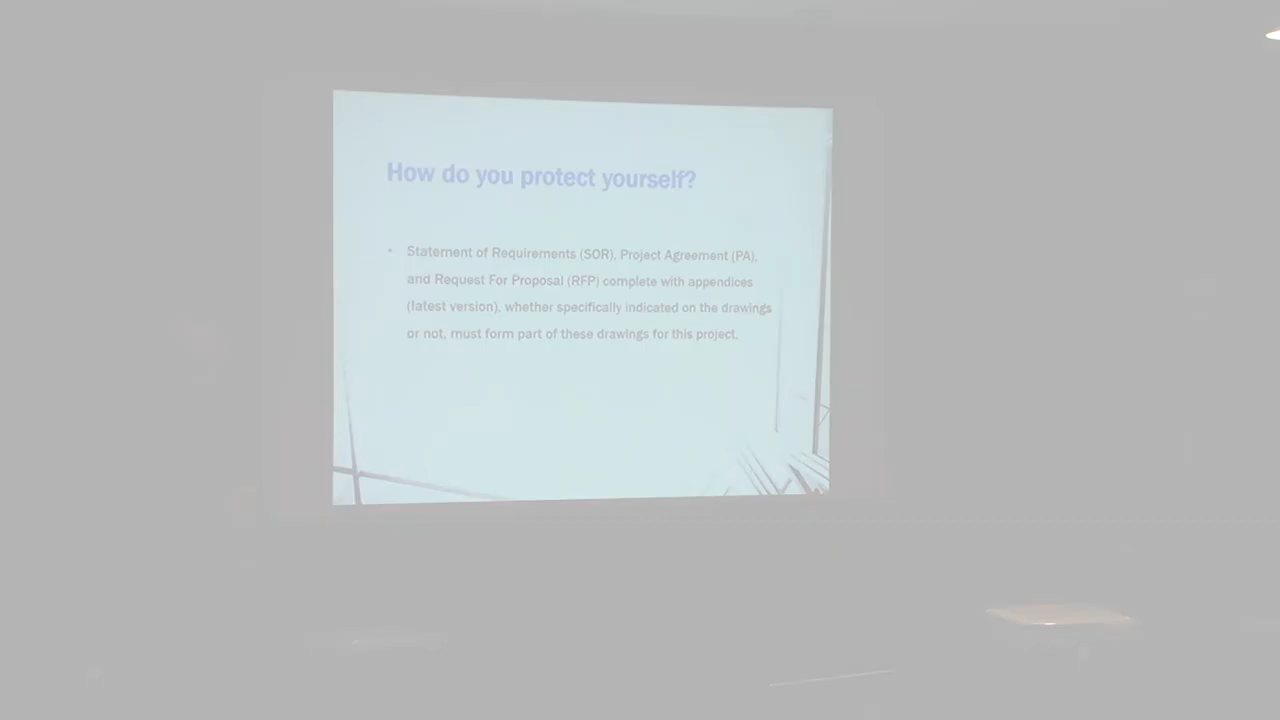 How do you protect yourself?
• Statement of Requirements (SOR), Project Agreement (PA),
and Request For Proposal (RFP) complete with appendices
(latest version), whether specifically indicated on the drawings
or not, must form part of these drawings for this project.